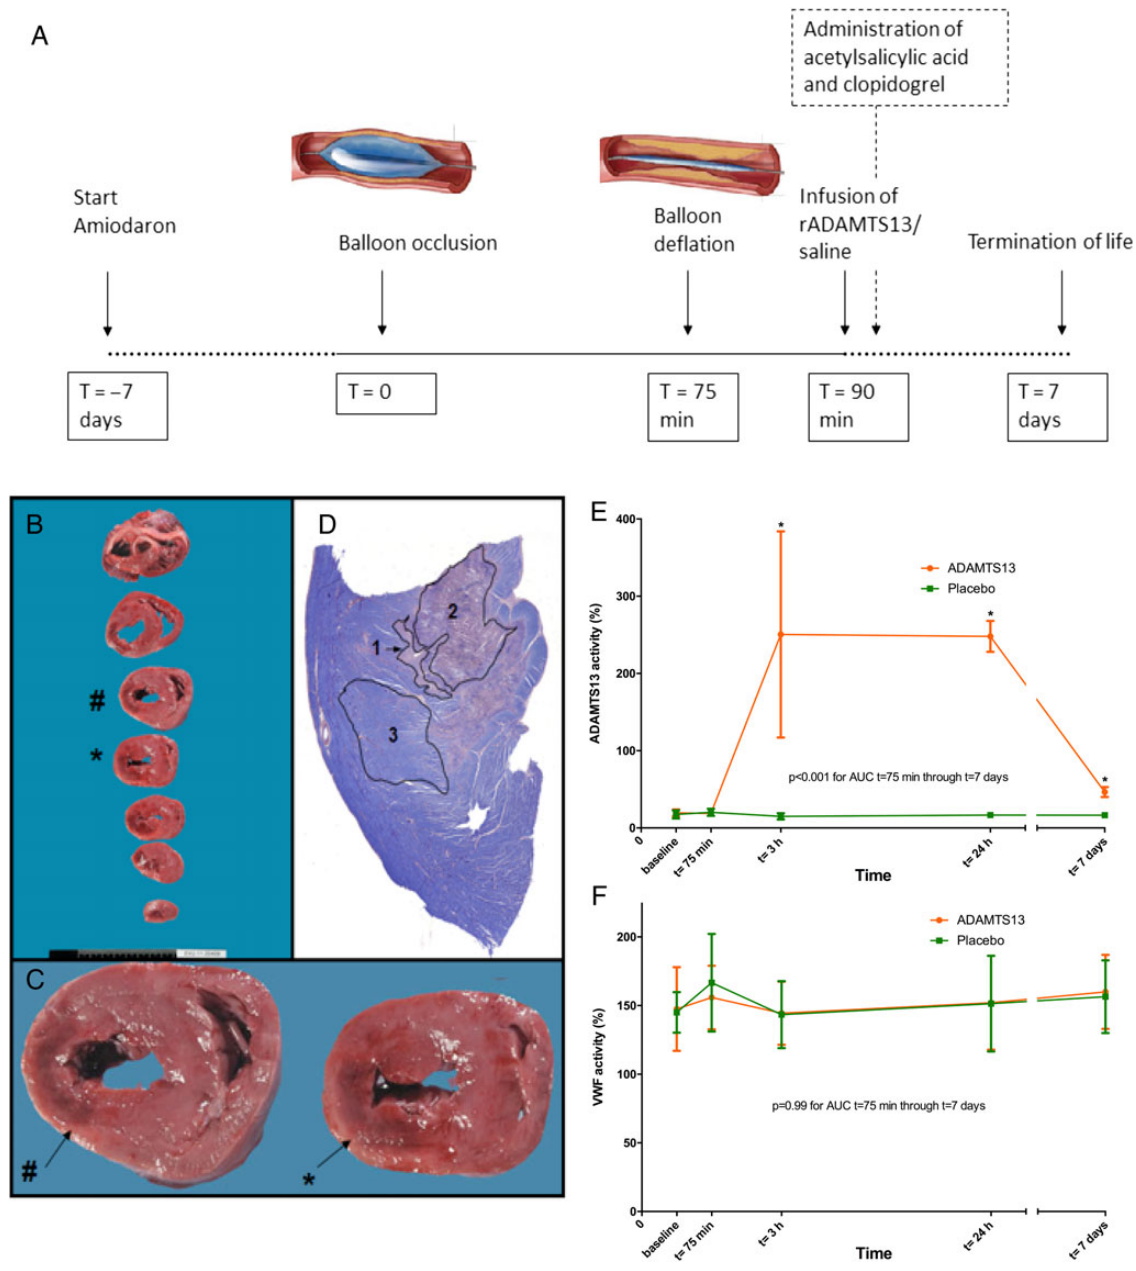 A
Administration of
acetylsalicylic acid
and clopidogrel
Start
Amiodaron
Balloon occlusion
Balloon
deflation
Infusion of
rADAMTS13/
saline
Termination of life
T = –7
days
T = 0
T = 75
min
T = 90
min
T = 7
days
B
#
*
C
#
*
D
1
2
3
E
400
300
200
100
0
ADAMTS13 activity (%)
*
*
*
ADAMTS13
Placebo
p<0.001 for AUC t=75 min through t=7 days
0
baseline
t= 75 min
t= 3 h
t= 24 h
t= 7 days
Time
F
200
150
100
50
0
VWF activity (%)
ADAMTS13
Placebo
p=0.99 for AUC t=75 min through t=7 days
0
baseline
t= 75 min
t= 3 h
t= 24 h
t= 7 days
Time